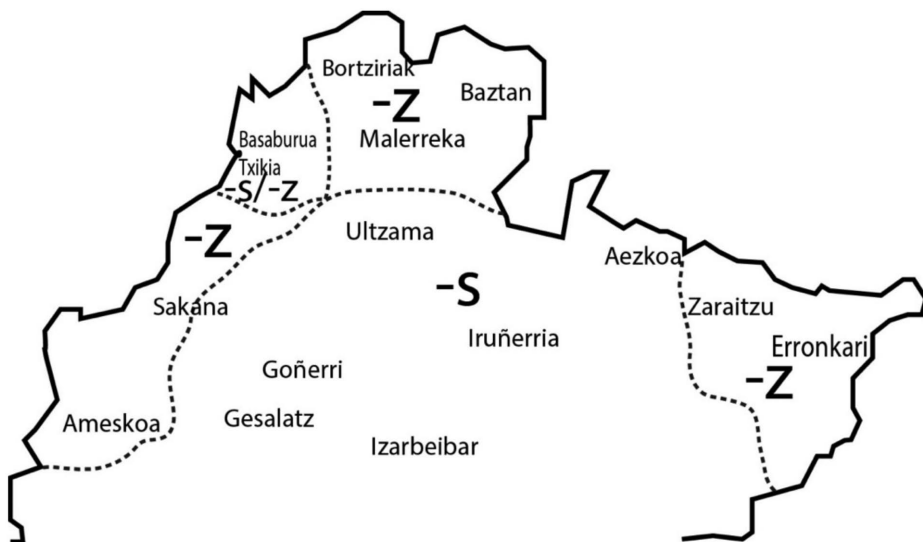 Bortziriak
Baztan
-Z
Malerreka
Basaburua
Txikia
-s/-z
Ultzama
-Z
Aezkoa
-s
Sakana
Zaraitzu
Iruñerria
Erronkari
Goñerri
-Z
Ameskoa
Gesalatz
Izarbeibar